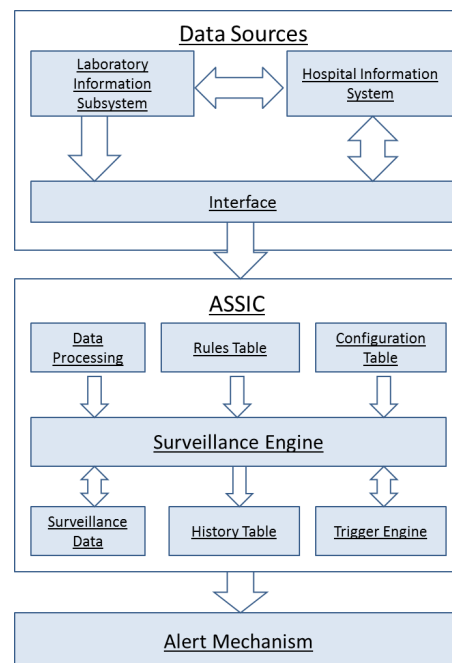 Data Sources
Laboratory
Information
Subsystem
Hospital Information
System
Interface
ASSIC
Data
Processing
Rules Table
Configuration
Table
Surveillance Engine
Surveillance
Data
History Table
Trigger Engine
Alert Mechanism